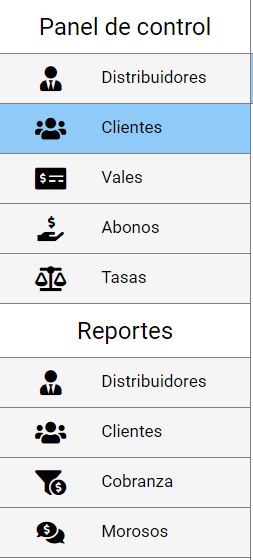 Panel de control
Distribuidores
Clientes
Vales
Abonos
Tasas
Reportes
Distribuidores
Clientes
Cobranza
Morosos